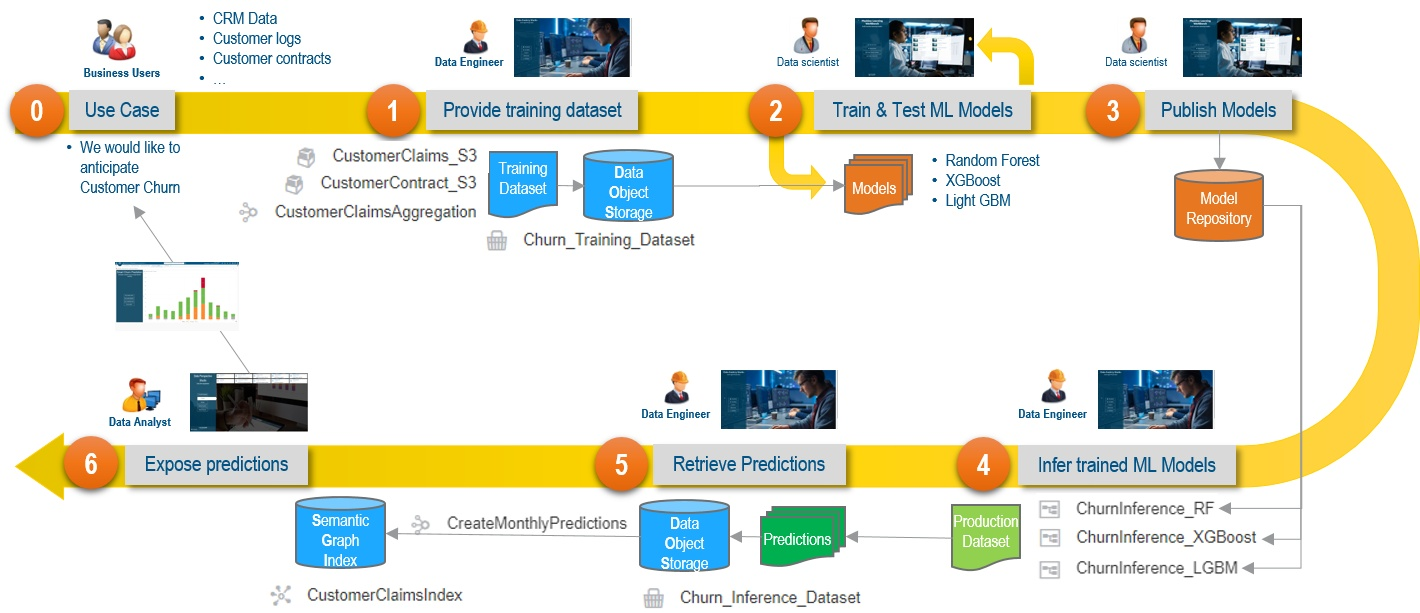 • CRM Data
• Customer logs
• Customer contracts
• ...
Business Users
Data Engineer
Data scientist
Data scientist
0
Use Case
1
Provide training dataset
2
Train & Test ML Models
3
Publish Models
• We would like to
anticipate
Customer Churn
CustomerClaims_S3
CustomerContract_S3
CustomerClaimsAggregation
Training
Dataset
Data
Object
Storage
Churn_Training_Dataset
Models
• Random Forest
• XGBoost
• Light GBM
Model
Repository
Data Analyst
Data Engineer
Data Engineer
6
Expose predictions
5
Retrieve Predictions
4
Infer trained ML Models
Semantic
Graph
Index
CreateMonthlyPredictions
CustomerClaimsIndex
Data
Object
Storage
Predictions
Churn_Inference_Dataset
Production
Dataset
ChurnInference_RF
ChurnInference_XGBoost
ChurnInference_LGBM